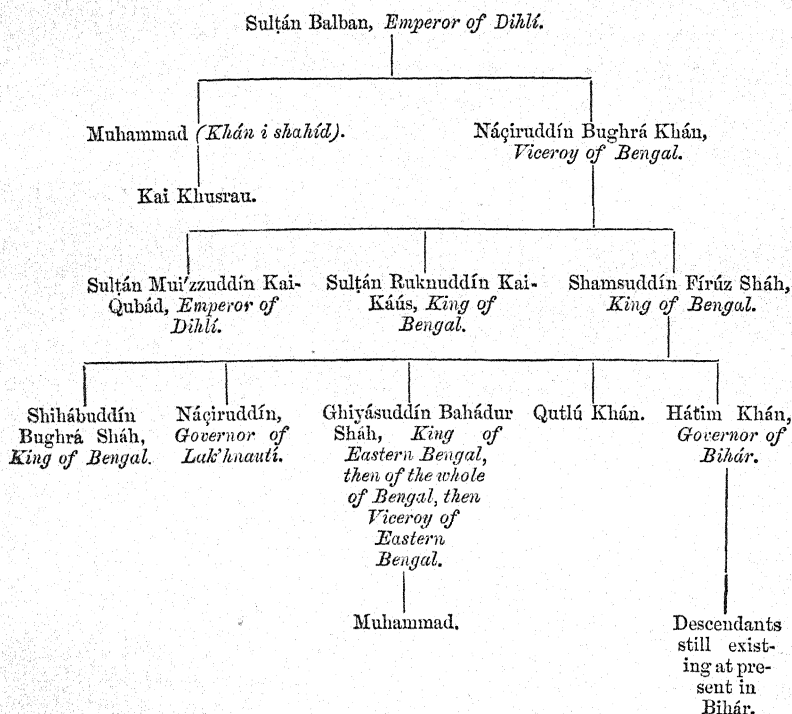 Sulṭán Balban, Emperor of Dihlí.
Muhammad (Khán i shahíd).
Náçiruddín Bughrá Khán,
Viceroy of Bengal.
Kai Khusrau.
Sulṭán Mui'zzuddín Kai-
Qubád, Emperor of
Dihlí.
Sulṭán Ruknuddín Kai-
Káús, King of
Bengal.
Shamsuddín Fírúz Sháh,
King of Bengal.
Shihábuddín
Bughrá Sháh,
King of Bengal.
Náçiruddín,
Governor of
Lak'hnautí.
Ghiyásuddín Bahádur
Sháh, King of
Eastern Bengal,
then of the whole
of Bengal, then
Viceroy of
Eastern
Bengal.
Qutlú Khán.
Hátim Khán,
Governor of
Bihár.
Muhammad.
Descendants
still exist-
ing at pre-
sent in
Bihár.